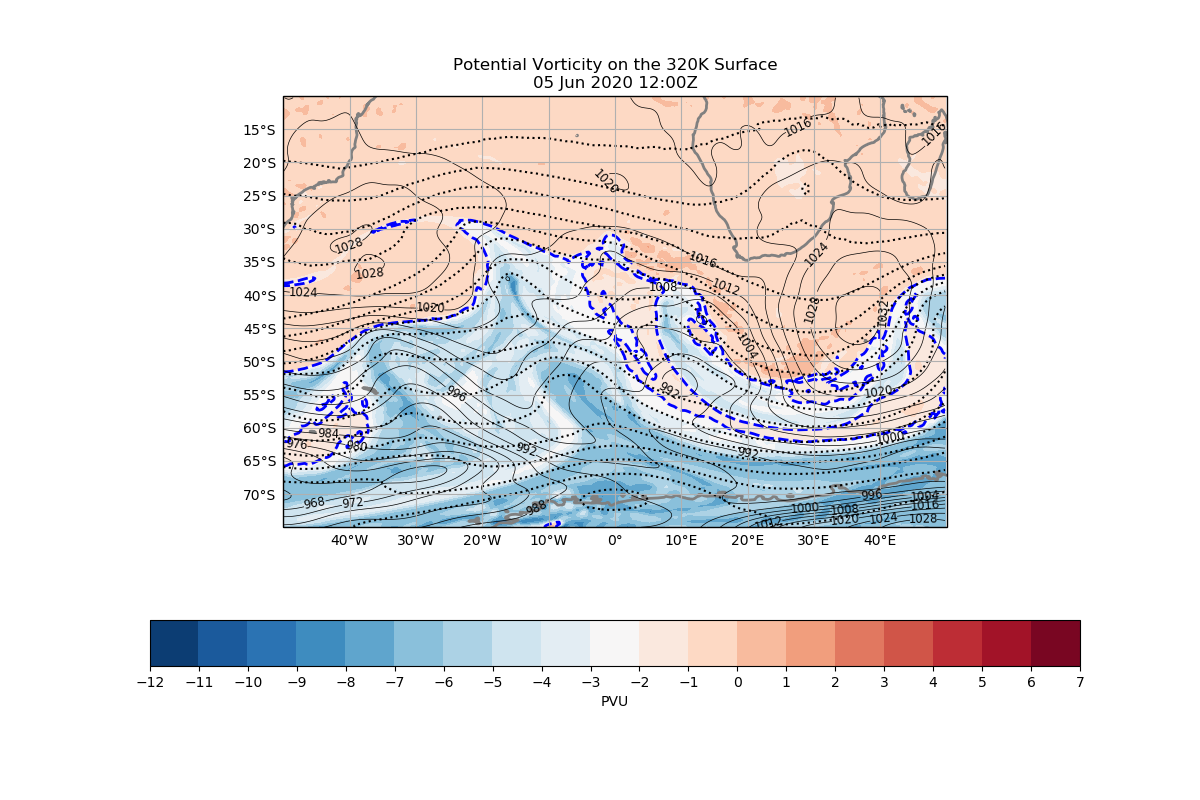 Potential Vorticity on the 320K Surface
05 Jun 2020 12:00Z
15°S
20°S
25°S
30°S
35°S
40°S
45°S
50°S
55°S
60°S
65°S
70°S
1016
1016
1020
1028
1028
1024
1024
1016
1008
1012
1020
1028
1032
1004
996
992
1020
984
976
980
992
992
1000
968
972
988
996
1004
1000
1008
1016
1012
1020
1024
1028
40°W
30°W
20°W
10°W
0°
10°E
20°E
30°E
40°E
−12
−11
−10
−9
−8
−7
−6
−5
−4
−3
−2
−1
0
1
2
3
4
5
6
7
PVU